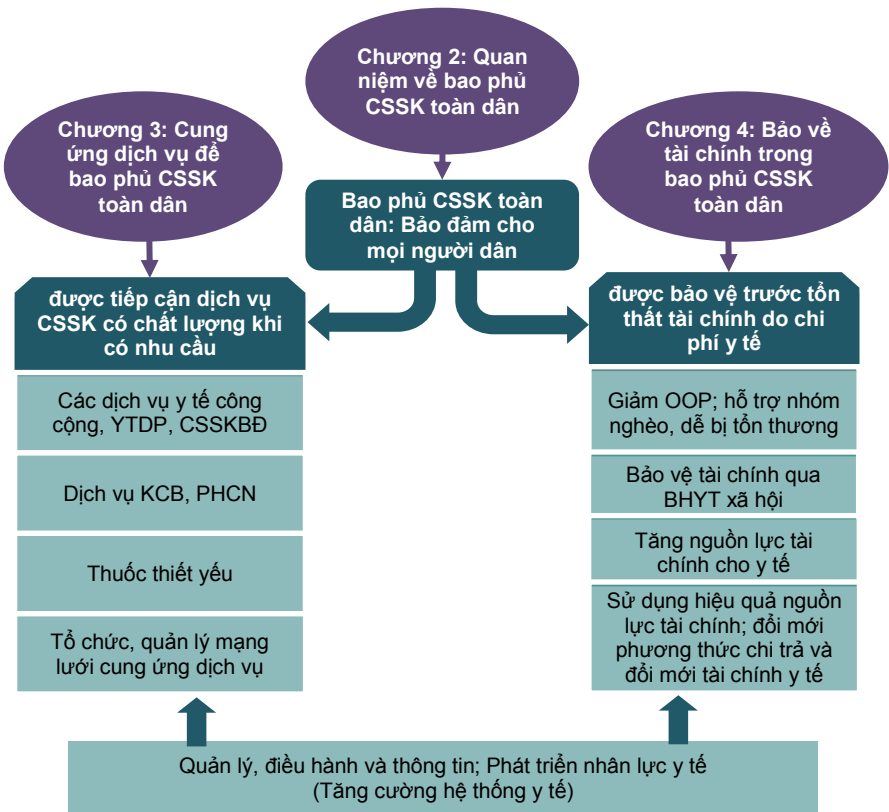 Chương 2: Quan
niệm về bao phủ
CSSK toàn dân
Chương 3: Cung
ứng dịch vụ để
bao phủ CSSK
toàn dân
Chương 4: Bảo vệ
tài chính trong
bao phủ CSSK
toàn dân
Bao phủ CSSK toàn
dân: Bảo đảm cho
mọi người dân
được tiếp cận dịch vụ
CSSK có chất lượng khi
có nhu cầu
Các dịch vụ y tế công
cộng, YTDP, CSSKBĐ
Dịch vụ KCB, PHCN
Thuốc thiết yếu
Tổ chức, quản lý mạng
lưới cung ứng dịch vụ
được bảo vệ trước tổn
thất tài chính do chi
phí y tế
Giảm OOP; hỗ trợ nhóm
nghèo, dễ bị tổn thương
Bảo vệ tài chính qua
BHYT xã hội
Tăng nguồn lực tài
chính cho y tế
Sử dụng hiệu quả nguồn
lực tài chính; đổi mới
phương thức chi trả và
đổi mới tài chính y tế
Quản lý, điều hành và thông tin; Phát triển nhân lực y tế
(Tăng cường hệ thống y tế)